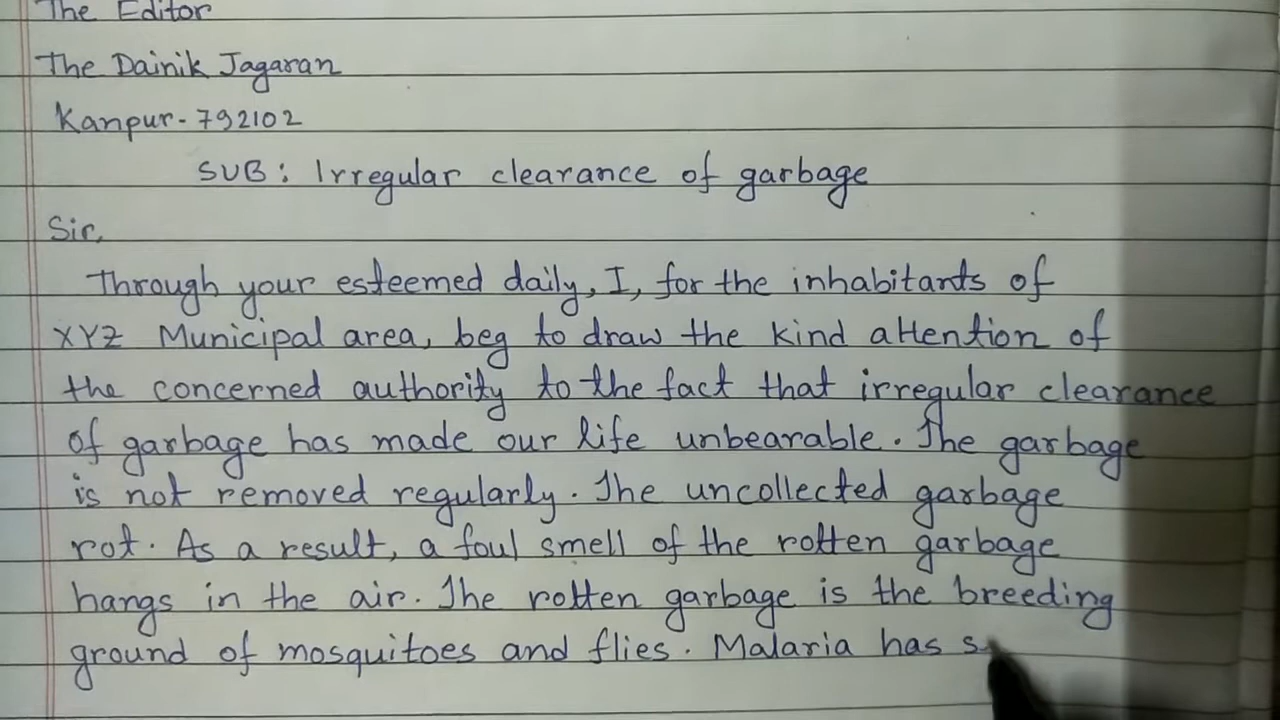 The Editor
The Dainik Jagaran
Kanpur - 792102
SUB: Irregular clearance of garbage
Sir,
Through your esteemed daily, I, for the inhabitants of
XYZ Municipal area, beg to draw the kind attention of
the concerned authority to the fact that irregular clearance
of garbage has made our life unbearable. The garbage
is not removed regularly. The uncollected garbage
rot. As a result, a foul smell of the rotten garbage
hangs in the air. The rotten garbage is the breeding
ground of mosquitoes and flies. Malaria has